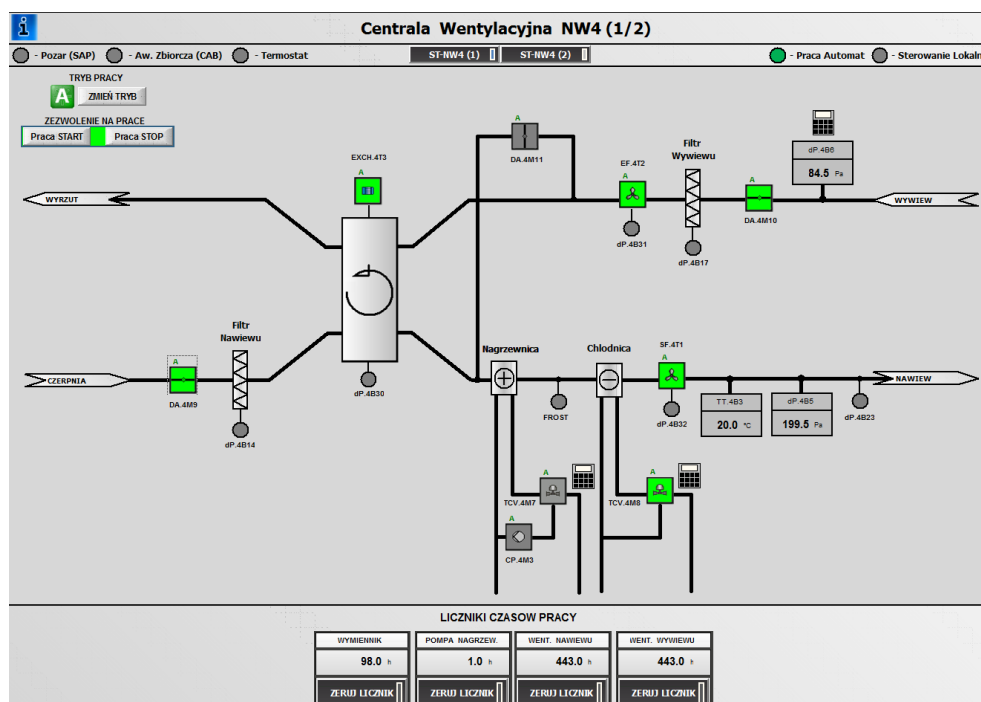 Centrala Wentylacyjna NW4 (1/2)
- Pozar (SAP) - Aw. Zbiorcza (CAB) - Termostat ST-NW4 (1) ST-NW4 (2) - Praca Automat - Sterowanie Lokaln
TRYB PRACY
A ZMIEŃ TRYB
ZEZWOLENIE NA PRACE
Praca START Praca STOP
A
DA.4M11
EXCH.4T3
A
Filtr
Wywiewu
EF.4T2
A
dP.4B6
84.5 Pa
A
DA.4M10
WYRZUT
WYWIEW
dP.4B31
dP.4B17
Filtr
Nawiewu
A
CZERPNIA
DA.4M9
dP.4B14
dP.4B30
Nagrzewnica
Chlodnica
SF.4T1
A
NAWIEW
FROST
dP.4B32
TT.4B3
20.0 °C
dP.4B5
199.5 Pa
dP.4B23
A
TCV.4M7
A
TCV.4M8
A
CP.4M3
LICZNIKI CZASOW PRACY
WYMIENNIK POMPA NAGRZEW. WENT. NAWIEWU WENT. WYWIEWU
98.0 h 1.0 h 443.0 h 443.0 h
ZERUJ LICZNIK ZERUJ LICZNIK ZERUJ LICZNIK ZERUJ LICZNIK